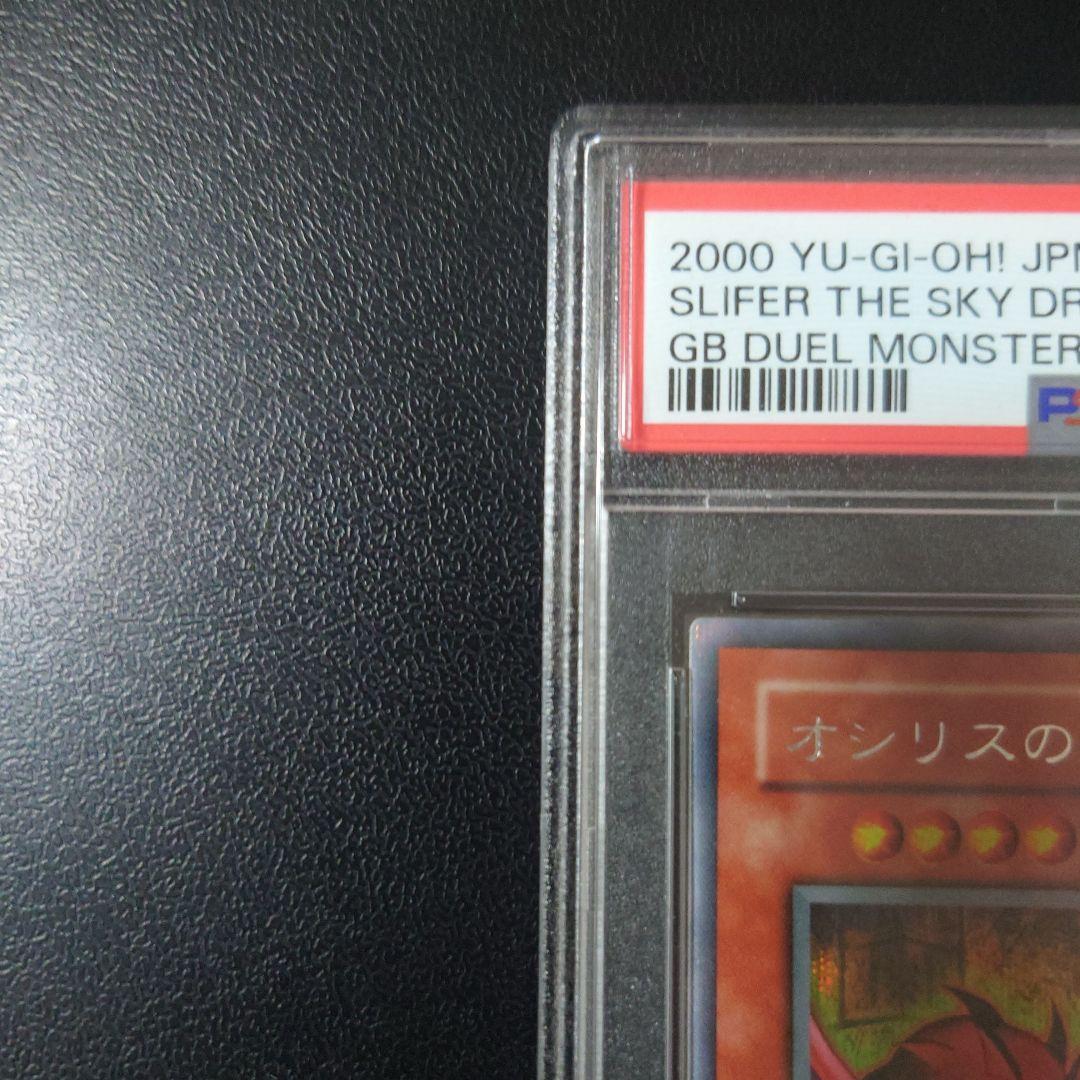 2000 YU-GI-OH! JPN
SLIFER THE SKY DR
GB DUEL MONSTER
オシリスの